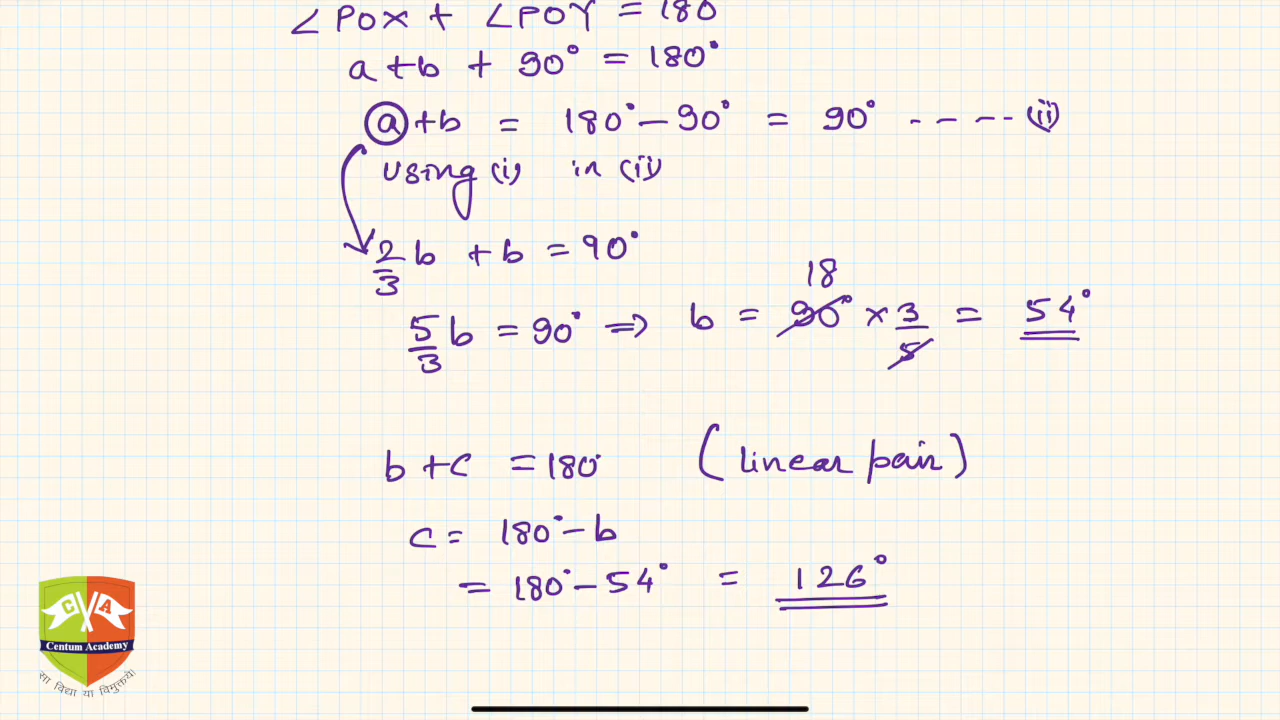 ∠POX + ∠POY = 180
a + b + 90° = 180°
a + b = 180° - 90° = 90° ----- (ii)
using (i) in (ii)
2/3 b + b = 90°
18
5/3 b = 90° ⇒ b = 90° × 3/5 = 54°
b + c = 180° (linear pair)
c = 180° - b
= 180° - 54° = 126°
C A
Centum Academy
सा विद्या या विमुक्तये।